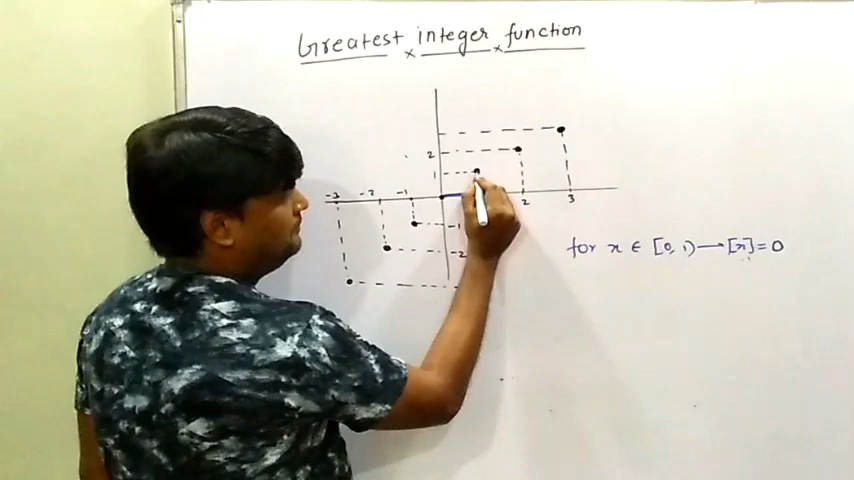 Greatest integer function
2
1
-3 -2 -1
2 3
-1
-2
for x ∈ [0, 1) → [x] = 0